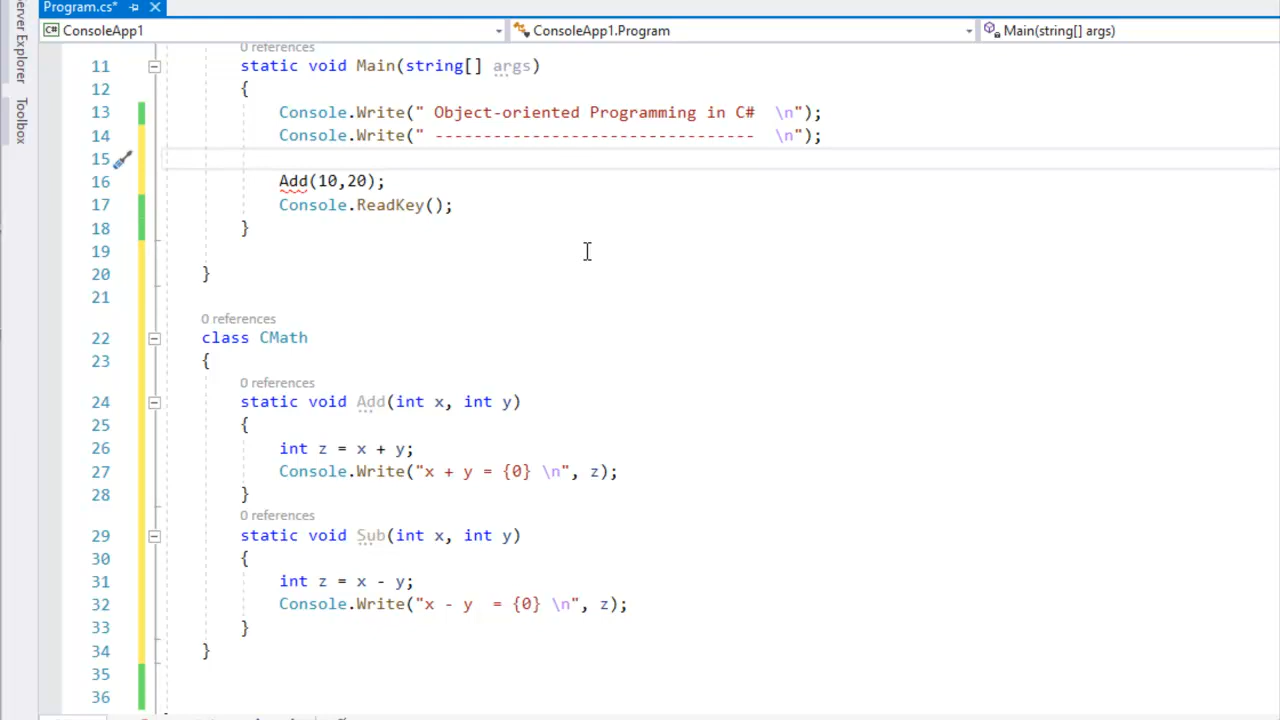 Program.cs*
Server Explorer
Toolbox
C# ConsoleApp1
ConsoleApp1.Program
Main(string[] args)
0 references
11 static void Main(string[] args)
12 {
13 Console.Write(" Object-oriented Programming in C#  \n");
14 Console.Write(" ---------------------------------  \n");
15
16 Add(10,20);
17 Console.ReadKey();
18 }
19
20 }
21
0 references
22 class CMath
23 {
0 references
24 static void Add(int x, int y)
25 {
26 int z = x + y;
27 Console.Write("x + y = {0} \n", z);
28 }
0 references
29 static void Sub(int x, int y)
30 {
31 int z = x - y;
32 Console.Write("x - y  = {0} \n", z);
33 }
34 }
35
36